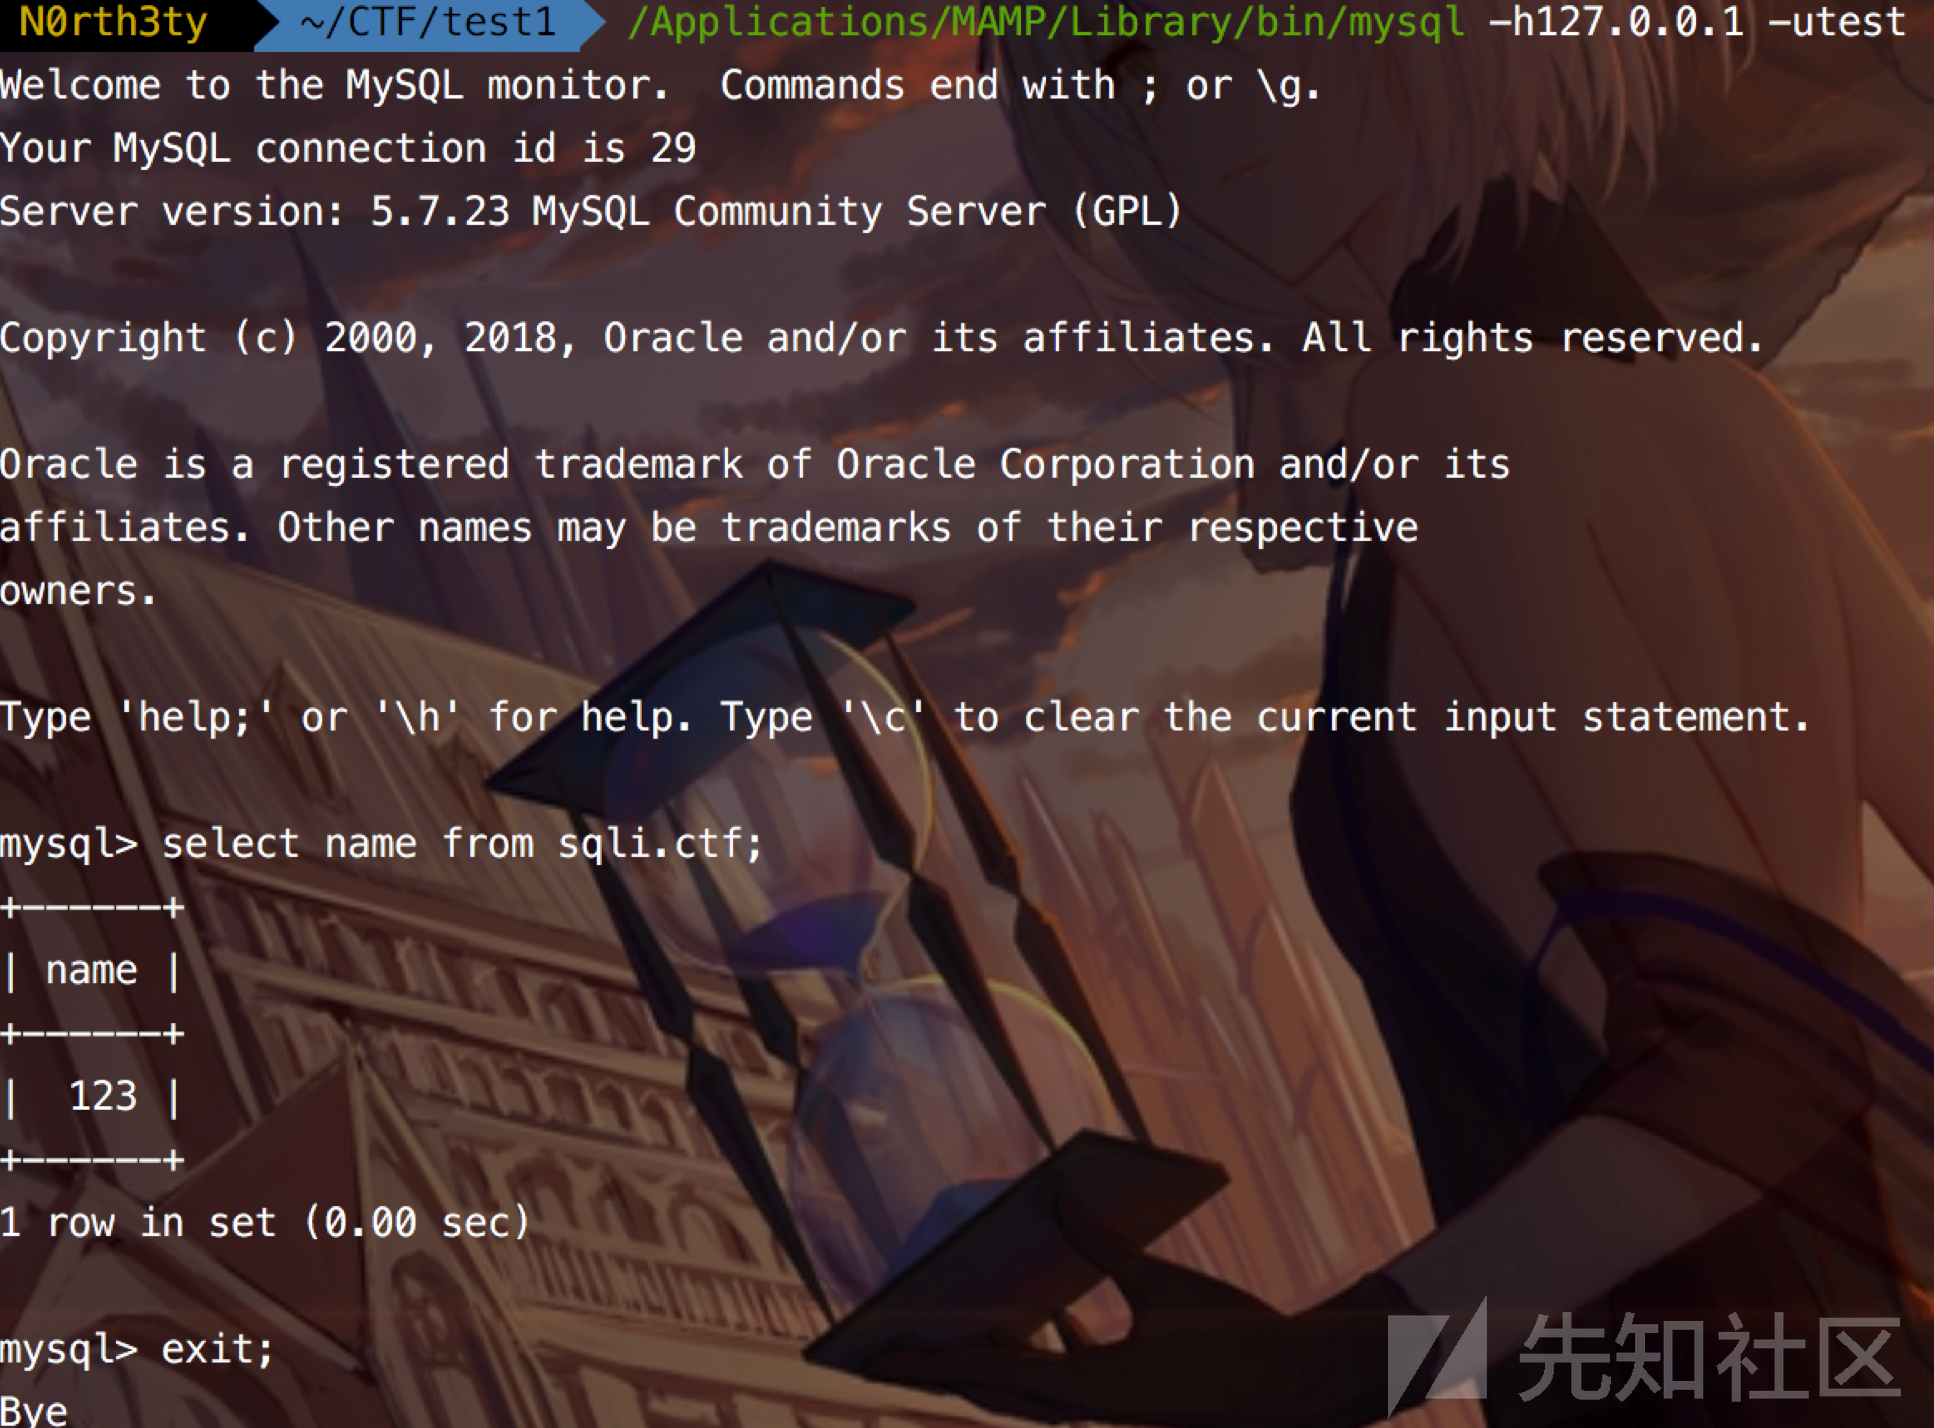 N0rth3ty ~/CTF/test1 /Applications/MAMP/Library/bin/mysql -h127.0.0.1 -utest
Welcome to the MySQL monitor.  Commands end with ; or \g.
Your MySQL connection id is 29
Server version: 5.7.23 MySQL Community Server (GPL)
Copyright (c) 2000, 2018, Oracle and/or its affiliates. All rights reserved.
Oracle is a registered trademark of Oracle Corporation and/or its
affiliates. Other names may be trademarks of their respective
owners.
Type 'help;' or '\h' for help. Type '\c' to clear the current input statement.
mysql> select name from sqli.ctf;
+------+
| name |
+------+
|  123 |
+------+
1 row in set (0.00 sec)
mysql> exit;
Bye
先知社区